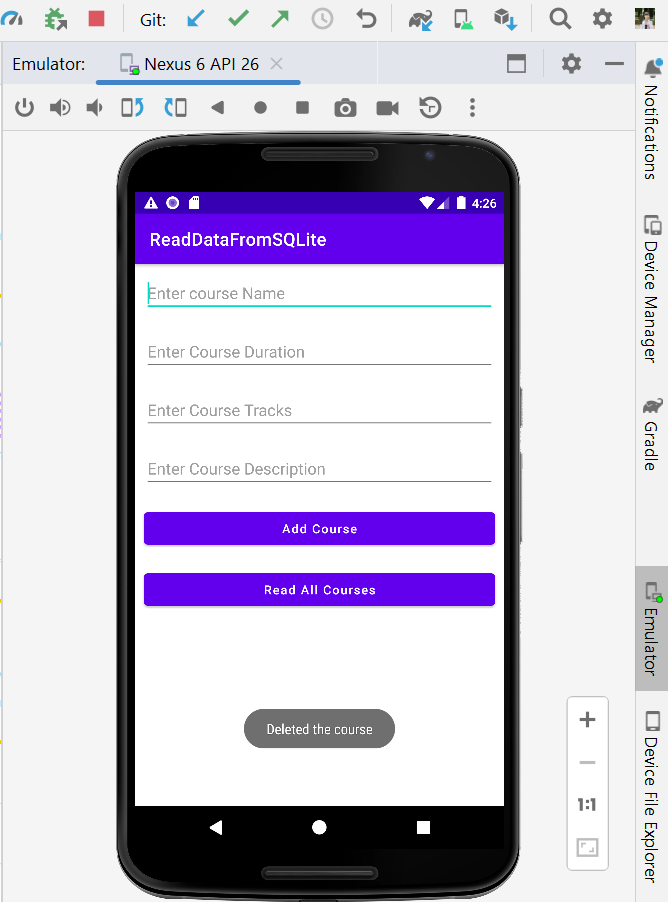 Git:
Emulator:
Nexus 6 API 26
4:26
ReadDataFromSQLite
Enter course Name
Enter Course Duration
Enter Course Tracks
Enter Course Description
Add Course
Read All Courses
Deleted the course
1:1
Notifications
Device Manager
Gradle
Emulator
Device File Explorer